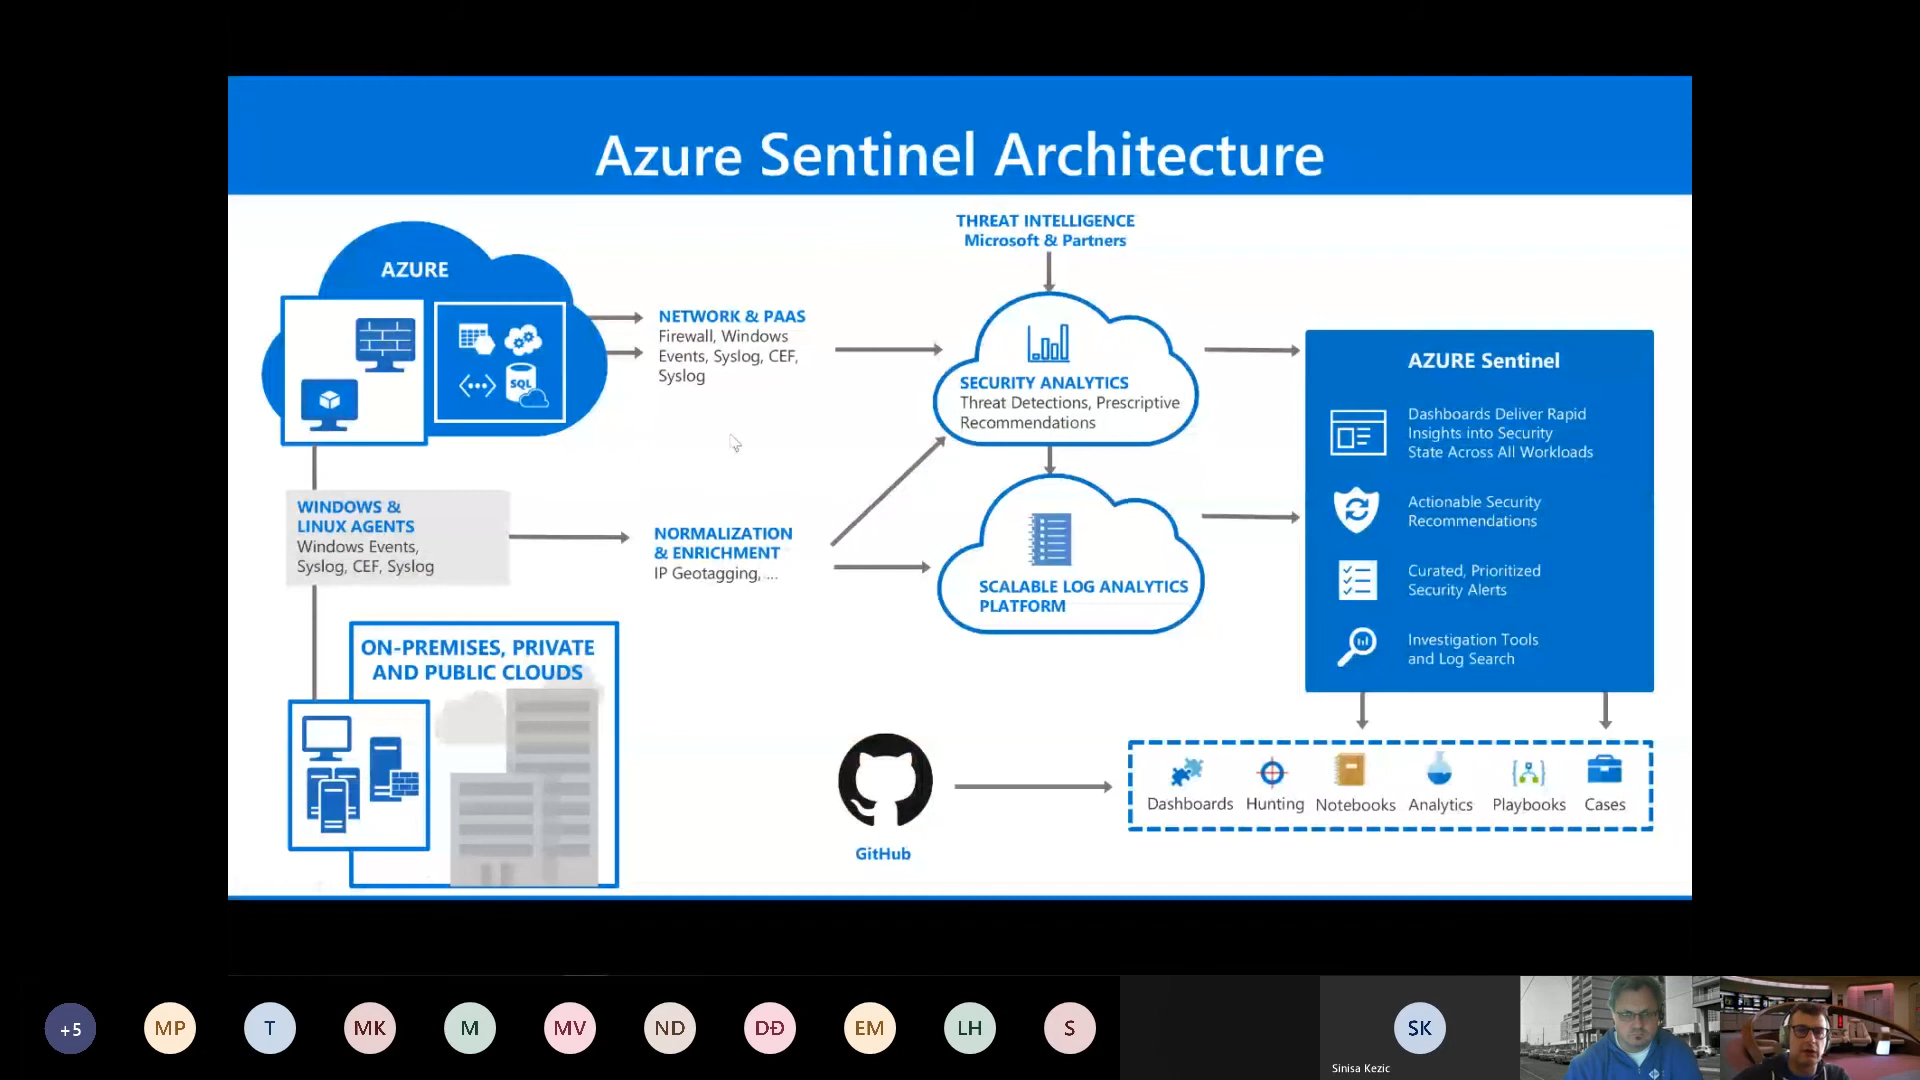 Azure Sentinel Architecture
AZURE
SQL
NETWORK & PAAS
Firewall, Windows
Events, Syslog, CEF,
Syslog
THREAT INTELLIGENCE
Microsoft & Partners
SECURITY ANALYTICS
Threat Detections, Prescriptive
Recommendations
WINDOWS &
LINUX AGENTS
Windows Events,
Syslog, CEF, Syslog
NORMALIZATION
& ENRICHMENT
IP Geotagging, ...
SCALABLE LOG ANALYTICS
PLATFORM
AZURE Sentinel
Dashboards Deliver Rapid
Insights into Security
State Across All Workloads
Actionable Security
Recommendations
Curated, Prioritized
Security Alerts
Investigation Tools
and Log Search
ON-PREMISES, PRIVATE
AND PUBLIC CLOUDS
GitHub
Dashboards
Hunting
Notebooks
Analytics
Playbooks
Cases
+5
MP
T
MK
M
MV
ND
DĐ
EM
LH
S
SK
Sinisa Kezic